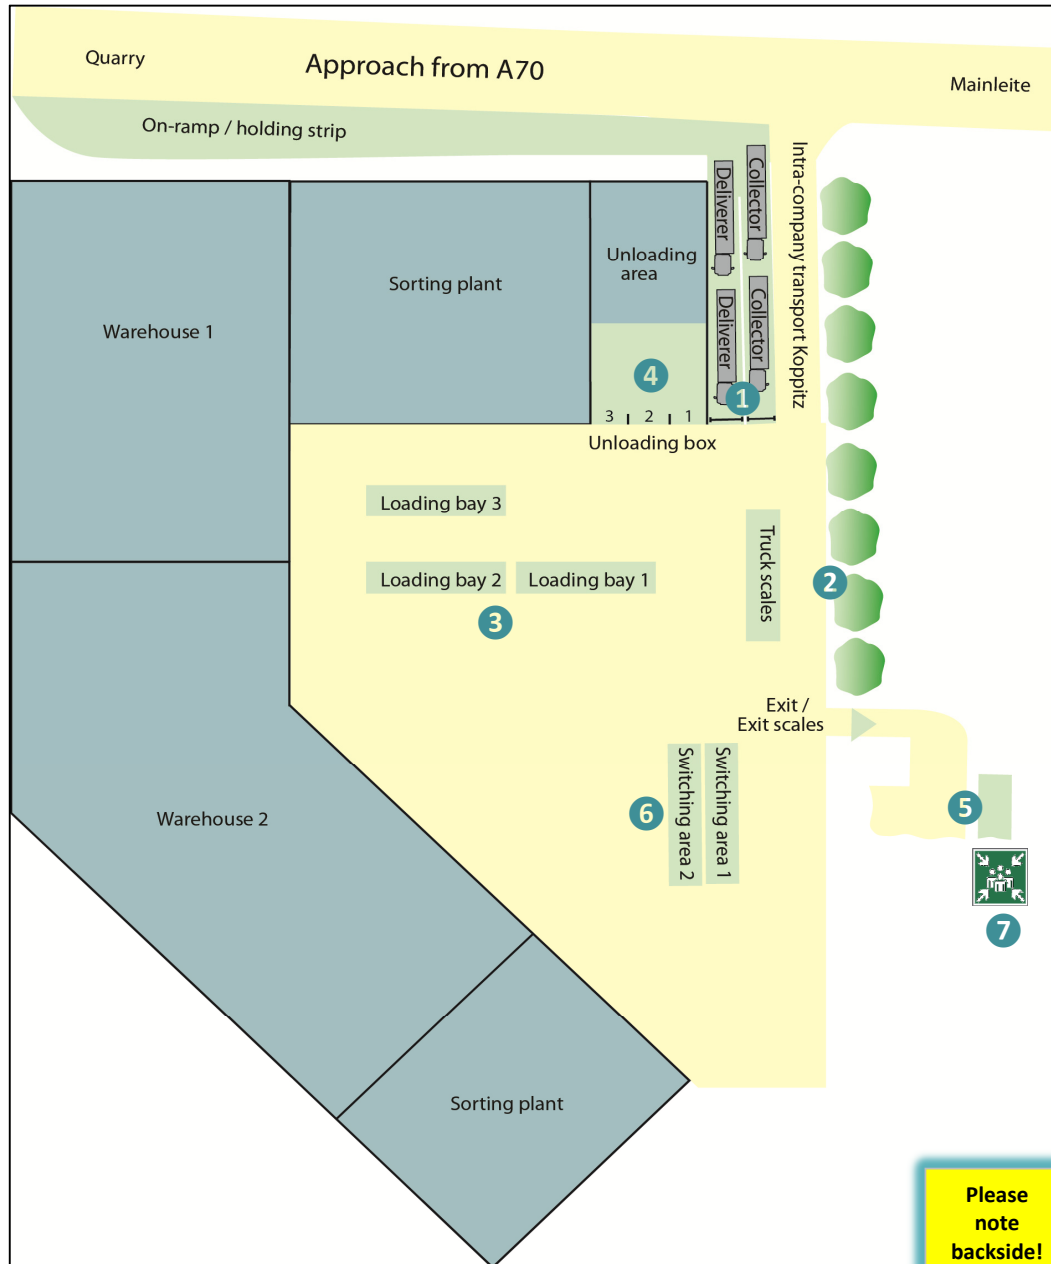 Quarry
Approach from A70
Mainleite
On-ramp / holding strip
Deliverer
Collector
Intra-company transport Koppitz
Deliverer
Collector
Warehouse 1
Sorting plant
Unloading
area
4
1
3 2 1
Unloading box
Loading bay 3
Loading bay 2
Loading bay 1
3
Truck scales
2
Exit /
Exit scales
6
Switching area 2
Switching area 1
5
7
Warehouse 2
Sorting plant
Please
note
backside!